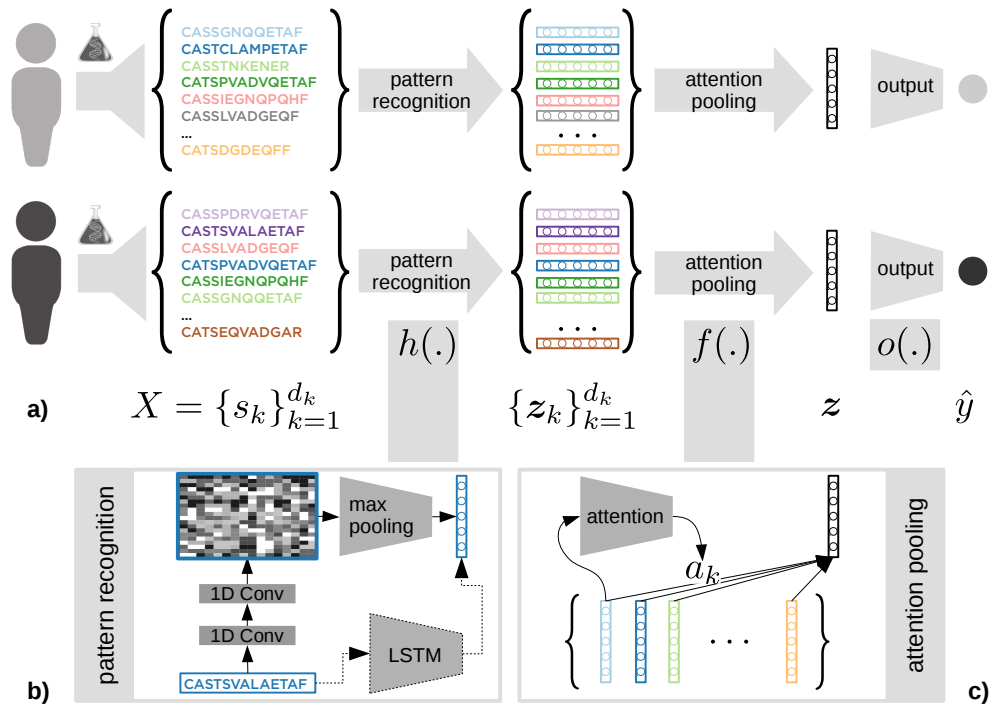 CASSGNQQETAF
CASTCLAMPETAF
CASSTNKENER
CATSPVADVQETAF
CASSIEGNQPQHF
CASSLVADGEQF
...
CATSDGDEQFF
pattern
recognition
. . .
attention
pooling
output
CASSPDRVQETAF
CASTSVALAETAF
CASSLVADGEQF
CATSPVADVQETAF
CASSIEGNQPQHF
CASSGNQQETAF
...
CATSEQVADGAR
pattern
recognition
. . .
attention
pooling
output
h(.)
f(.)
o(.)
a)
X = {s_k}_{k=1}^{d_k}
{z_k}_{k=1}^{d_k}
z
ŷ
pattern recognition
max
pooling
1D Conv
1D Conv
LSTM
CASTSVALAETAF
b)
attention
a_k
. . .
attention pooling
c)